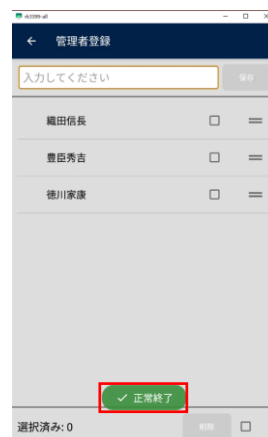 rk3399-all
管理者登録
入力してください
保存
織田信長
豊臣秀吉
徳川家康
正常終了
選択済み: 0
削除